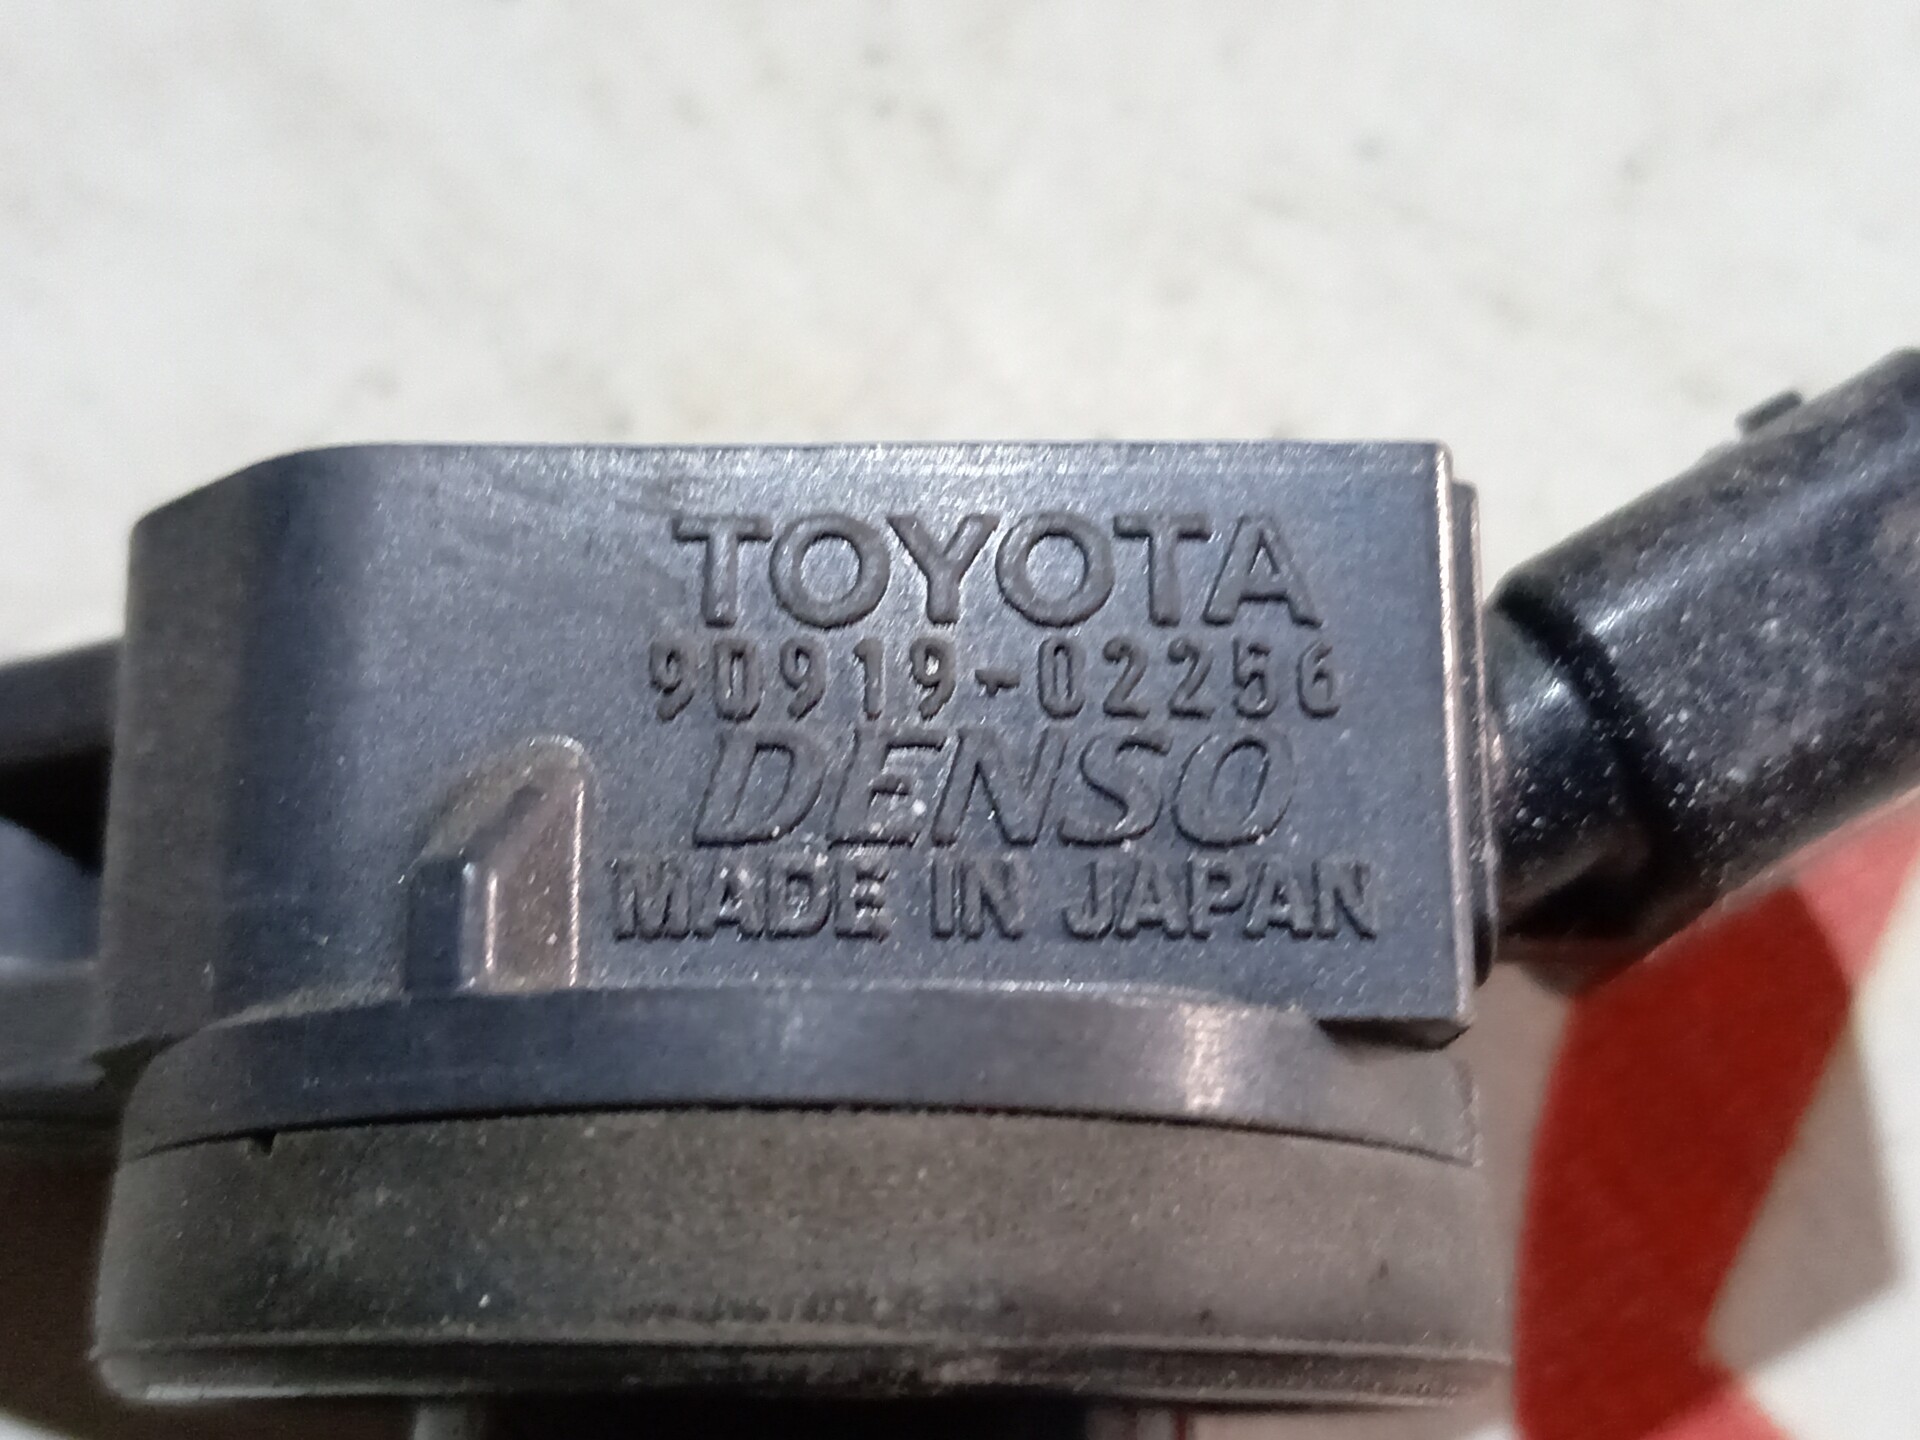 TOYOTA
90919-02256
DENSO
MADE IN JAPAN